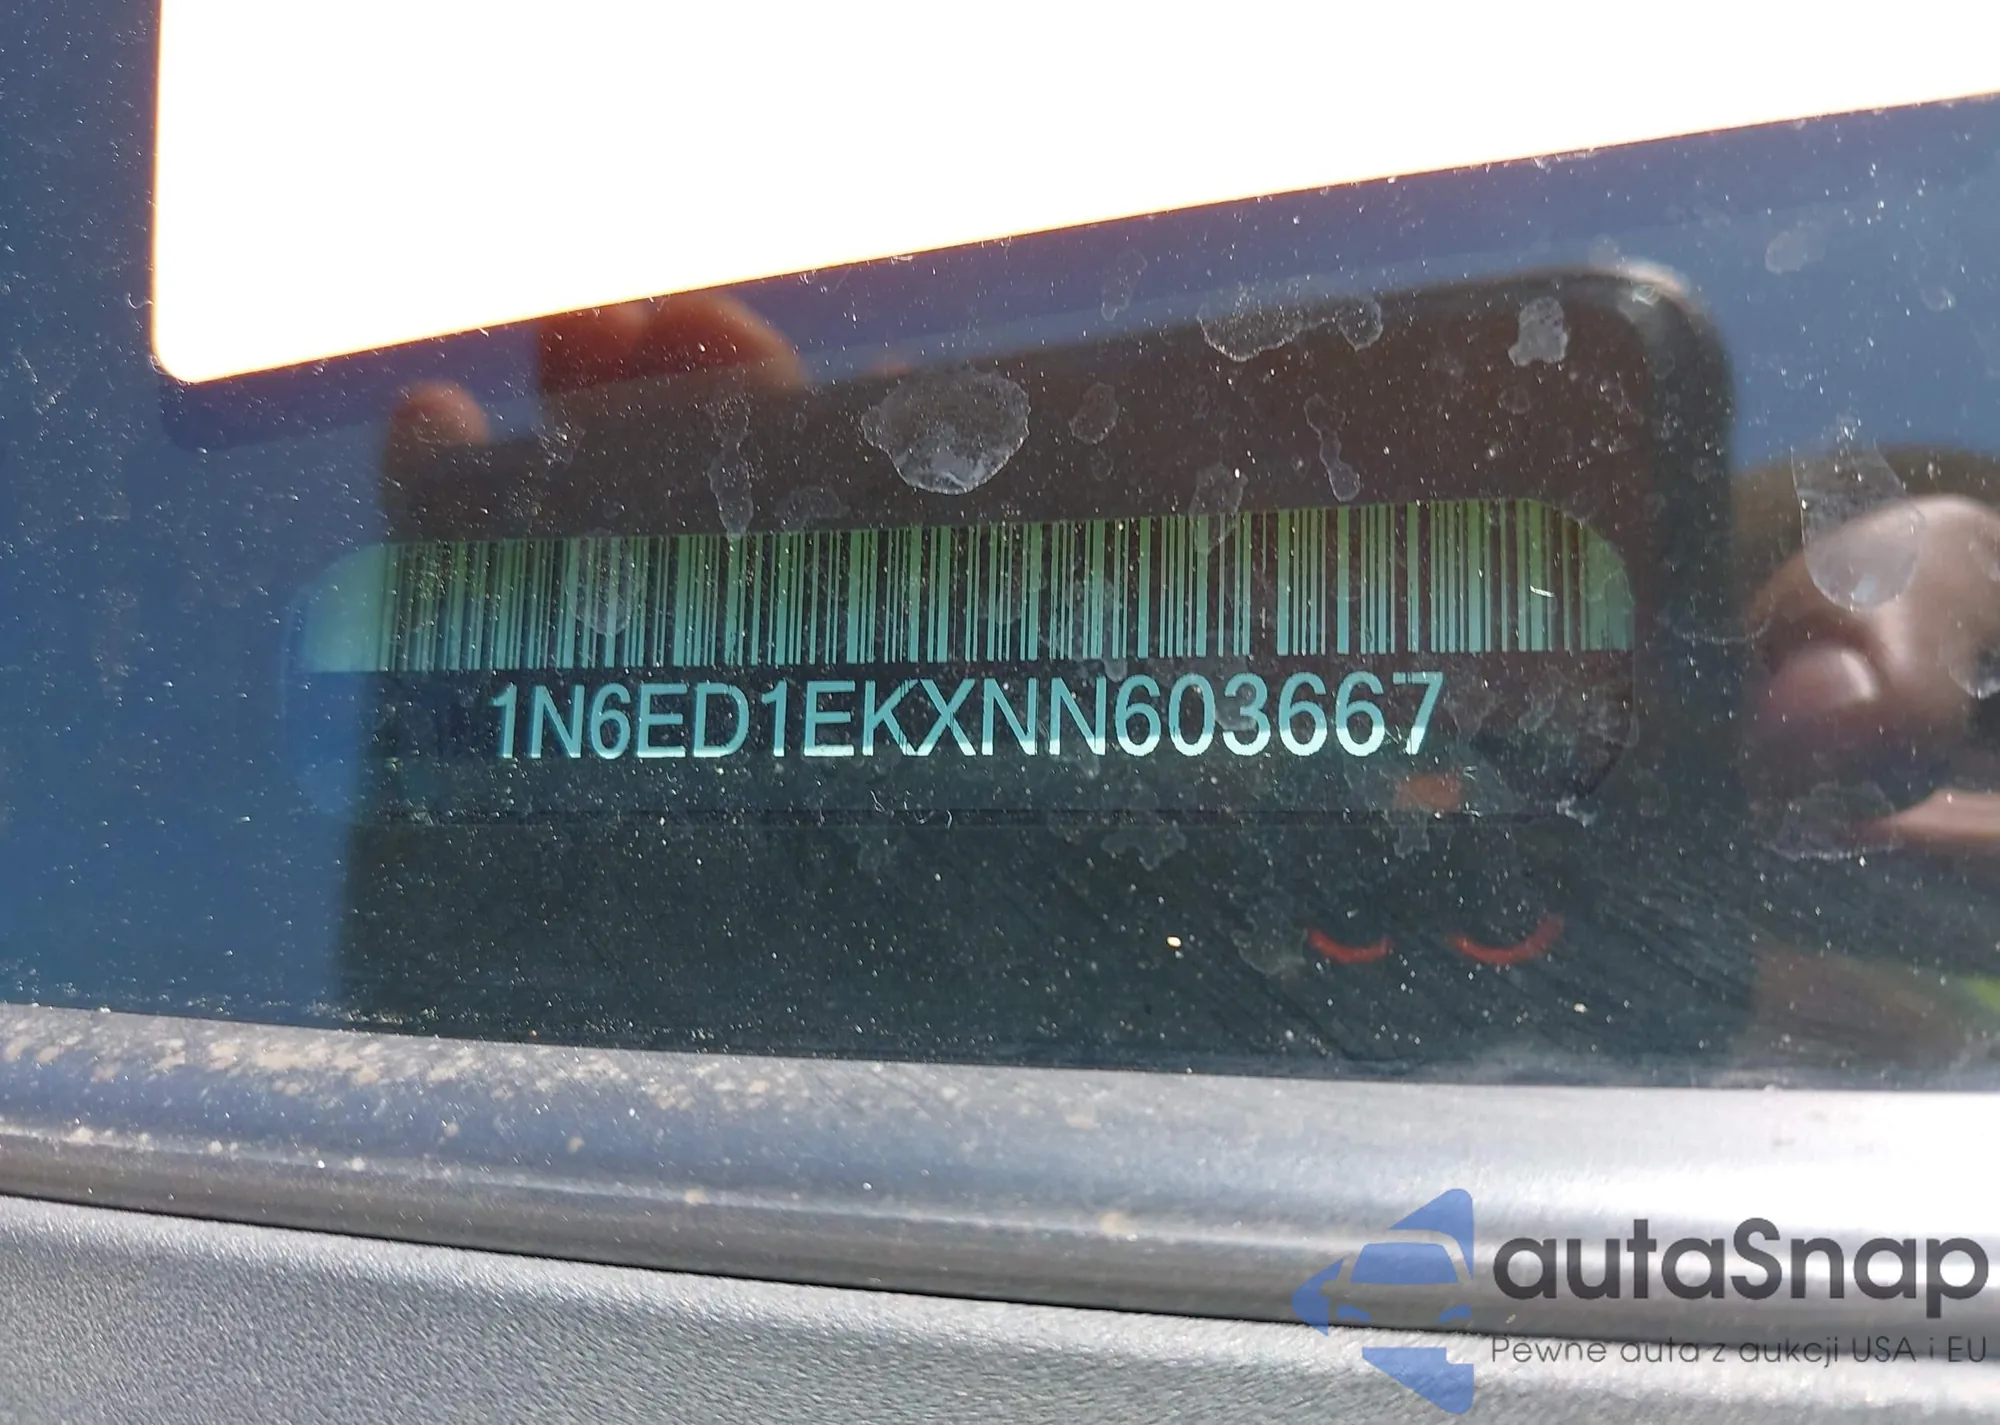 1N6ED1EKXNN603667
autaSnap
Pewne auta z aukcji USA i EU